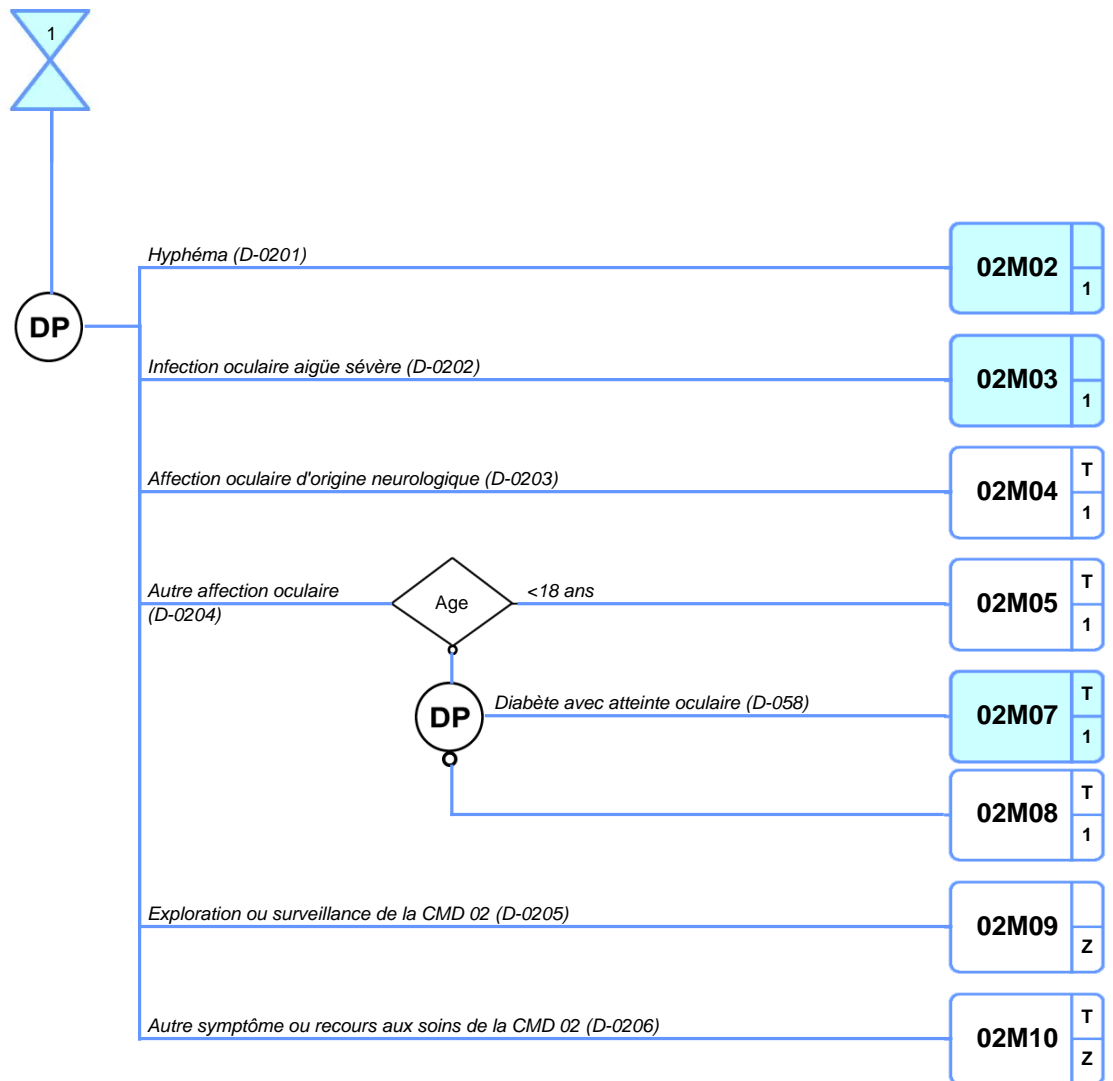 1
Hyphéma (D-0201)
02M02
1
DP
Infection oculaire aigüe sévère (D-0202)
02M03
1
Affection oculaire d'origine neurologique (D-0203)
02M04
T
1
Autre affection oculaire
(D-0204)
Age
<18 ans
02M05
T
1
DP
Diabète avec atteinte oculaire (D-058)
02M07
T
1
02M08
T
1
Exploration ou surveillance de la CMD 02 (D-0205)
02M09
Z
Autre symptôme ou recours aux soins de la CMD 02 (D-0206)
02M10
T
Z